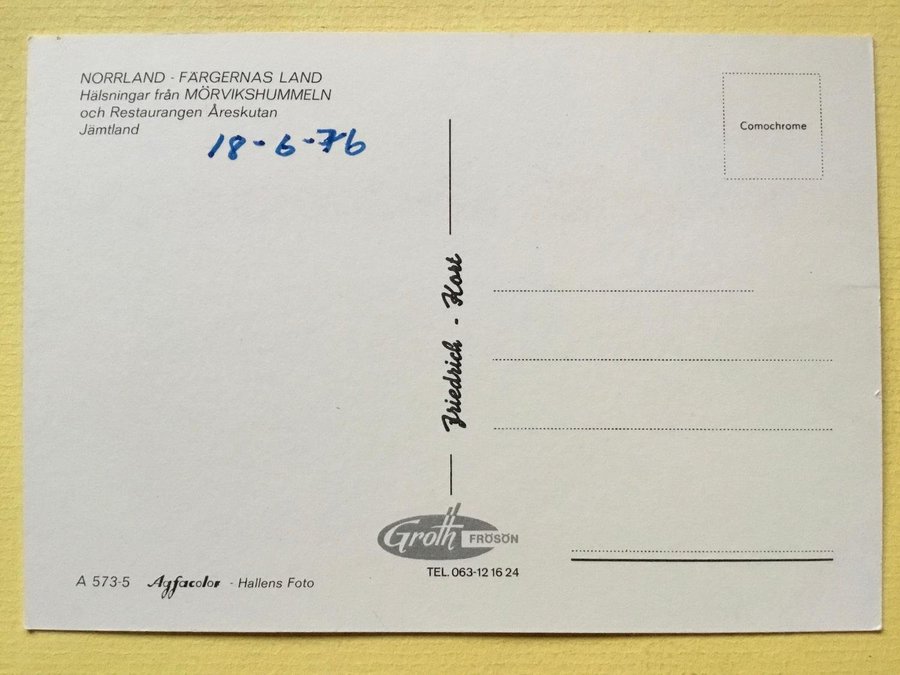 NORRLAND - FÄRGERNAS LAND
Hälsningar från MÖRVIKSHUMMELN
och Restaurangen Åreskutan
Jämtland
18-6-76
Comochrome
Friedrich - Kort
Groth FRÖSÖN
TEL. 063-12 16 24
A 573-5 Agfacolor - Hallens Foto